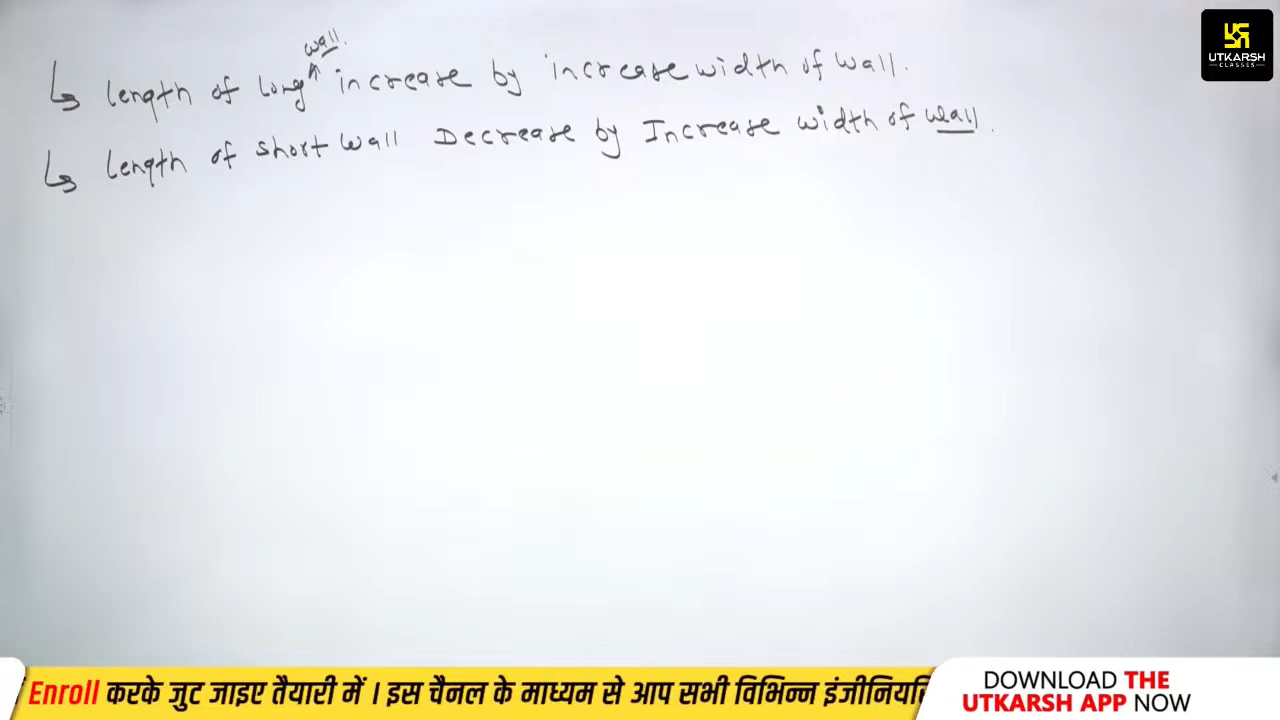 wall.
↳ length of long ^ increase by increase width of wall.
↳ length of short wall Decrease by Increase width of wall.
UTKARSH
CLASSES
Enroll करके जुट जाइए तैयारी में । इस चैनल के माध्यम से आप सभी विभिन्न इंजीनियरि
DOWNLOAD THE
UTKARSH APP NOW